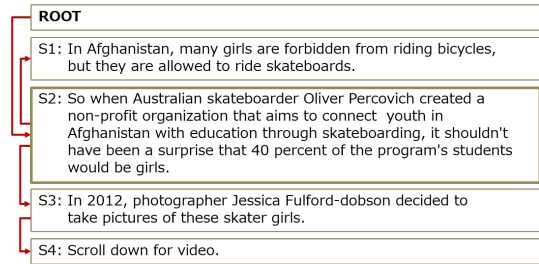 ROOT
S1: In Afghanistan, many girls are forbidden from riding bicycles,
but they are allowed to ride skateboards.
S2: So when Australian skateboarder Oliver Percovich created a
non-profit organization that aims to connect youth in
Afghanistan with education through skateboarding, it shouldn't
have been a surprise that 40 percent of the program's students
would be girls.
S3: In 2012, photographer Jessica Fulford-dobson decided to
take pictures of these skater girls.
S4: Scroll down for video.